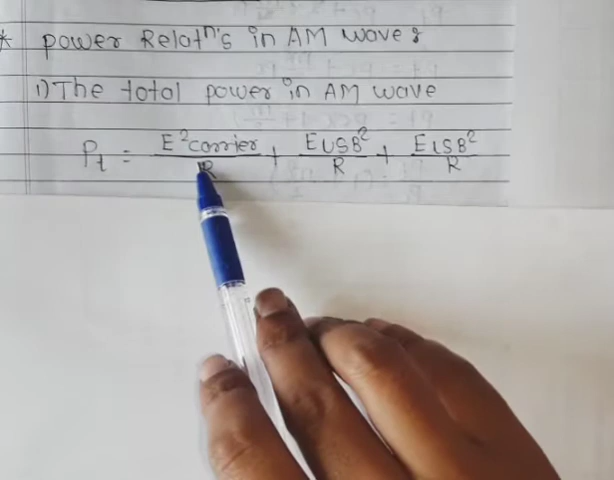 * Power Relatⁿ's in AM wave :
1) The total power in AM wave
Pt = E²carrier/R + EUSB²/R + ELSB²/R